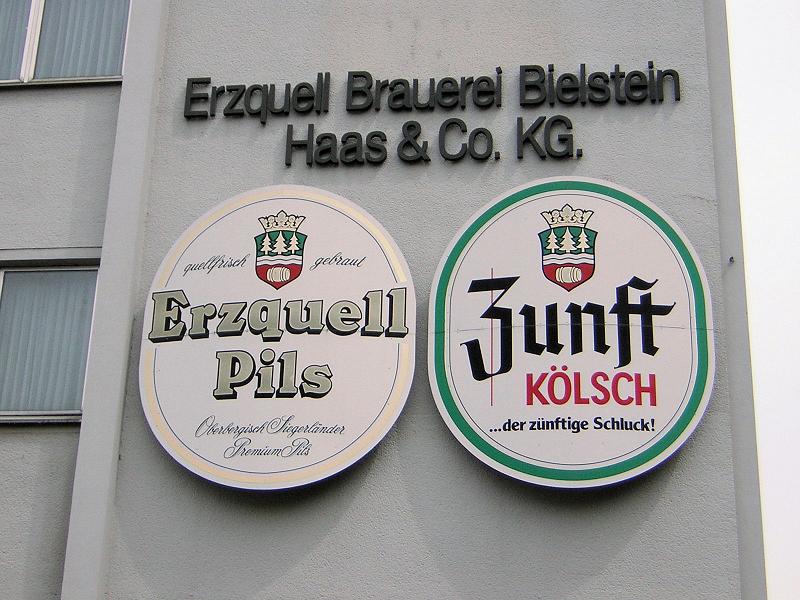 Erzquell Brauerei Bielstein
Haas & Co. KG.
quellfrisch gebraut
Erzquell
Pils
Oberbergisch Siegerländer
Premium Pils
Zunft
KÖLSCH
...der zünftige Schluck!